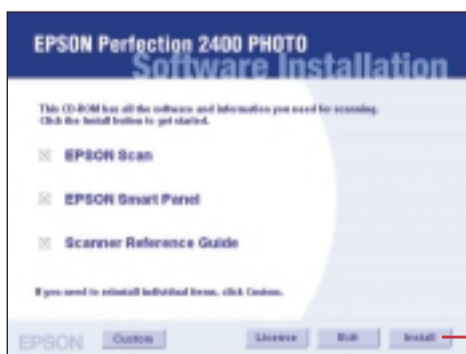 EPSON Perfection 2400 PHOTO
Software Installation
This CD-ROM has all the software and information you need for scanning.
Click the Install button to get started.
EPSON Scan
EPSON Smart Panel
Scanner Reference Guide
If you need to reinstall individual items, click Custom.
EPSON Custom License Exit Install